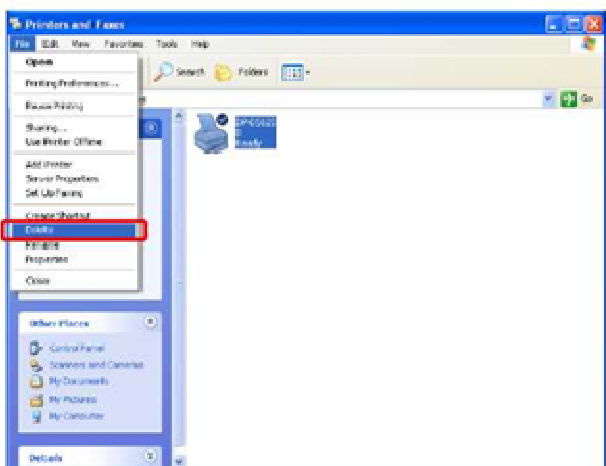 Printers and Faxes
File Edit View Favorites Tools Help
Open
Search Folders
Printing Preferences...
Pause Printing
Go
Sharing...
Use Printer Offline
Ready
Add Printer
Server Properties
Set Up Faxing
Create Shortcut
Delete
Rename
Properties
Close
Other Places
Control Panel
Scanners and Cameras
My Documents
My Pictures
My Computer
Details